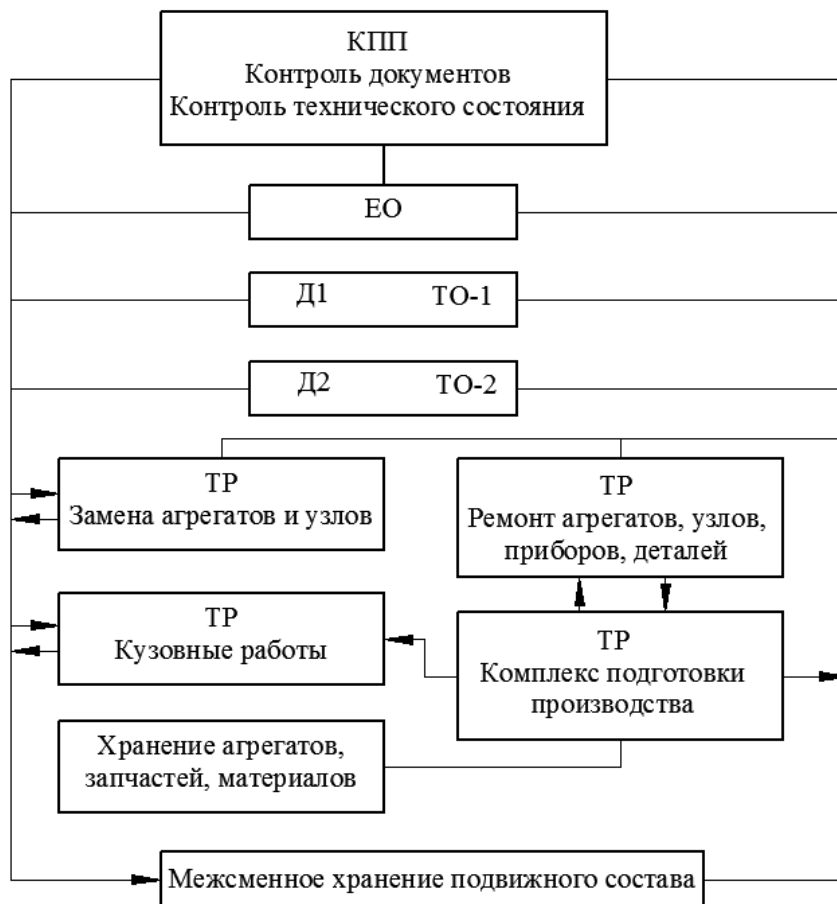 КПП
Контроль документов
Контроль технического состояния
ЕО
Д1 ТО-1
Д2 ТО-2
ТР
Замена агрегатов и узлов
ТР
Ремонт агрегатов, узлов,
приборов, деталей
ТР
Кузовные работы
ТР
Комплекс подготовки
производства
Хранение агрегатов,
запчастей, материалов
Межсменное хранение подвижного состава